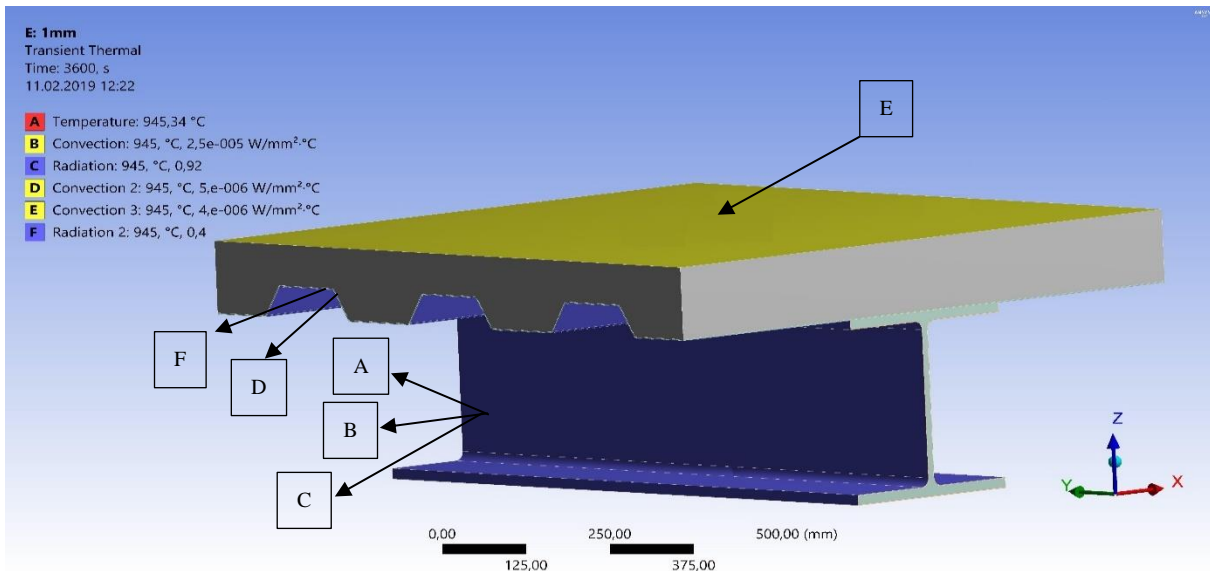 E: 1mm
Transient Thermal
Time: 3600, s
11.02.2019 12:22
A Temperature: 945,34 °C
B Convection: 945, °C, 2,5e-005 W/mm²·°C
C Radiation: 945, °C, 0,92
D Convection 2: 945, °C, 5,e-006 W/mm²·°C
E Convection 3: 945, °C, 4,e-006 W/mm²·°C
F Radiation 2: 945, °C, 0,4
E
F
D
A
B
C
Z
Y
X
0,00 250,00 500,00 (mm)
125,00 375,00